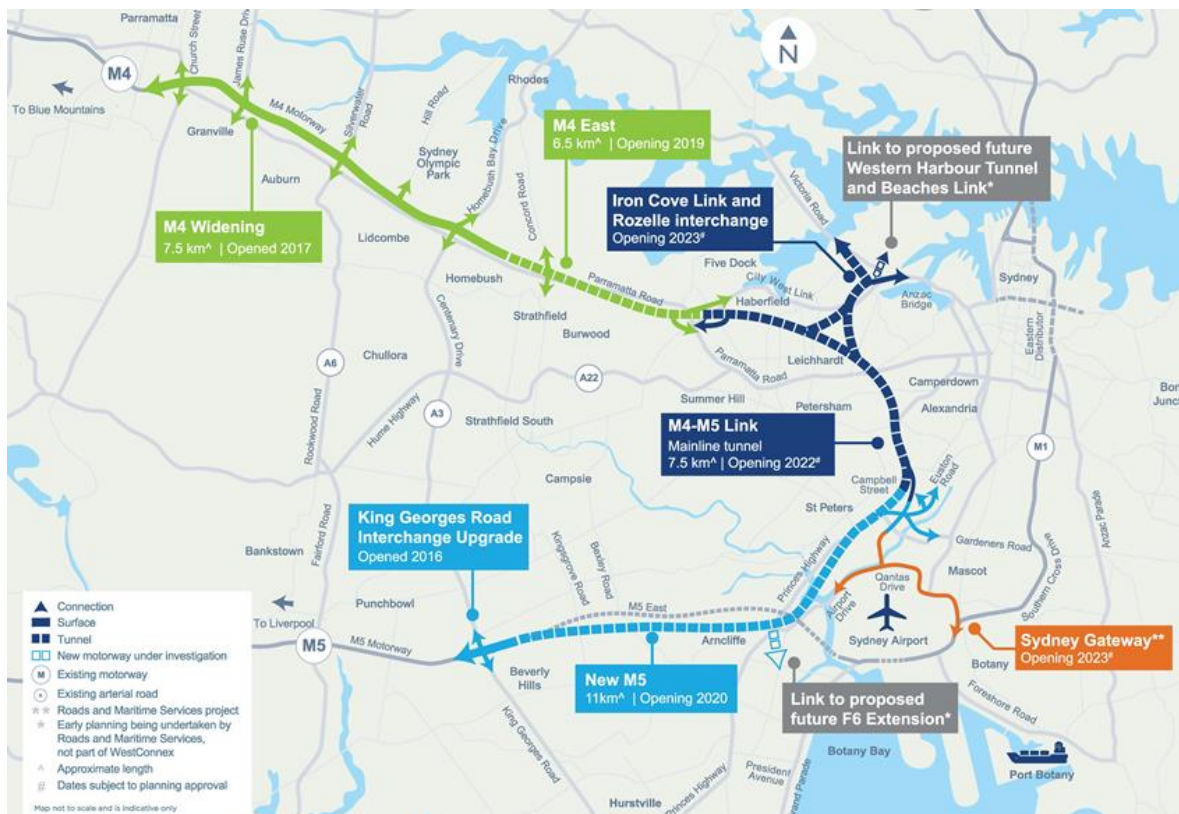 Parramatta
Church Street
James Ruse Drive
M4
To Blue Mountains
M4 Motorway
Granville
Silverwater
Road
Hill Road
Rhodes
N
Auburn
Sydney
Olympic
Park
Homebush Bay Drive
M4 East
6.5 km^ | Opening 2019
Concord Road
Victoria Road
Link to proposed future
Western Harbour Tunnel
and Beaches Link*
Iron Cove Link and
Rozelle interchange
Opening 2023#
M4 Widening
7.5 km^ | Opened 2017
Lidcombe
Homebush
Parramatta Road
Five Dock
City West Link
Haberfield
Anzac
Bridge
Sydney
Strathfield
Burwood
Eastern
Distributor
Centenary Drive
Chullora
A6
A22
Leichhardt
Parramatta Road
Summer Hill
Camperdown
Petersham
Alexandria
Rookwood Road
Hume Highway
A3
Strathfield South
M4-M5 Link
Mainline tunnel
7.5 km^ | Opening 2022#
M1
Campbell
Street
Euston
Road
Campsie
St Peters
Anzac Parade
King Georges Road
Interchange Upgrade
Opened 2016
Bankstown
Fairford Road
Kingsgrove Road
Bexley Road
Princes Highway
Gardeners Road
Mascot
Southern Cross Drive
Qantas
Drive
Airport
Drive
Punchbowl
M5 East
To Liverpool
M5
M5 Motorway
Arncliffe
Sydney Airport
Sydney Gateway**
Opening 2023#
Beverly
Hills
New M5
11km^ | Opening 2020
Link to proposed
future F6 Extension*
Botany
Foreshore Road
King Georges Road
Botany Bay
Port Botany
President
Avenue
Princes Highway
Hurstville
Connection
Surface
Tunnel
New motorway under investigation
M Existing motorway
Existing arterial road
** Roads and Maritime Services project
* Early planning being undertaken by
Roads and Maritime Services,
not part of WestConnex
^ Approximate length
# Dates subject to planning approval
Map not to scale and is indicative only